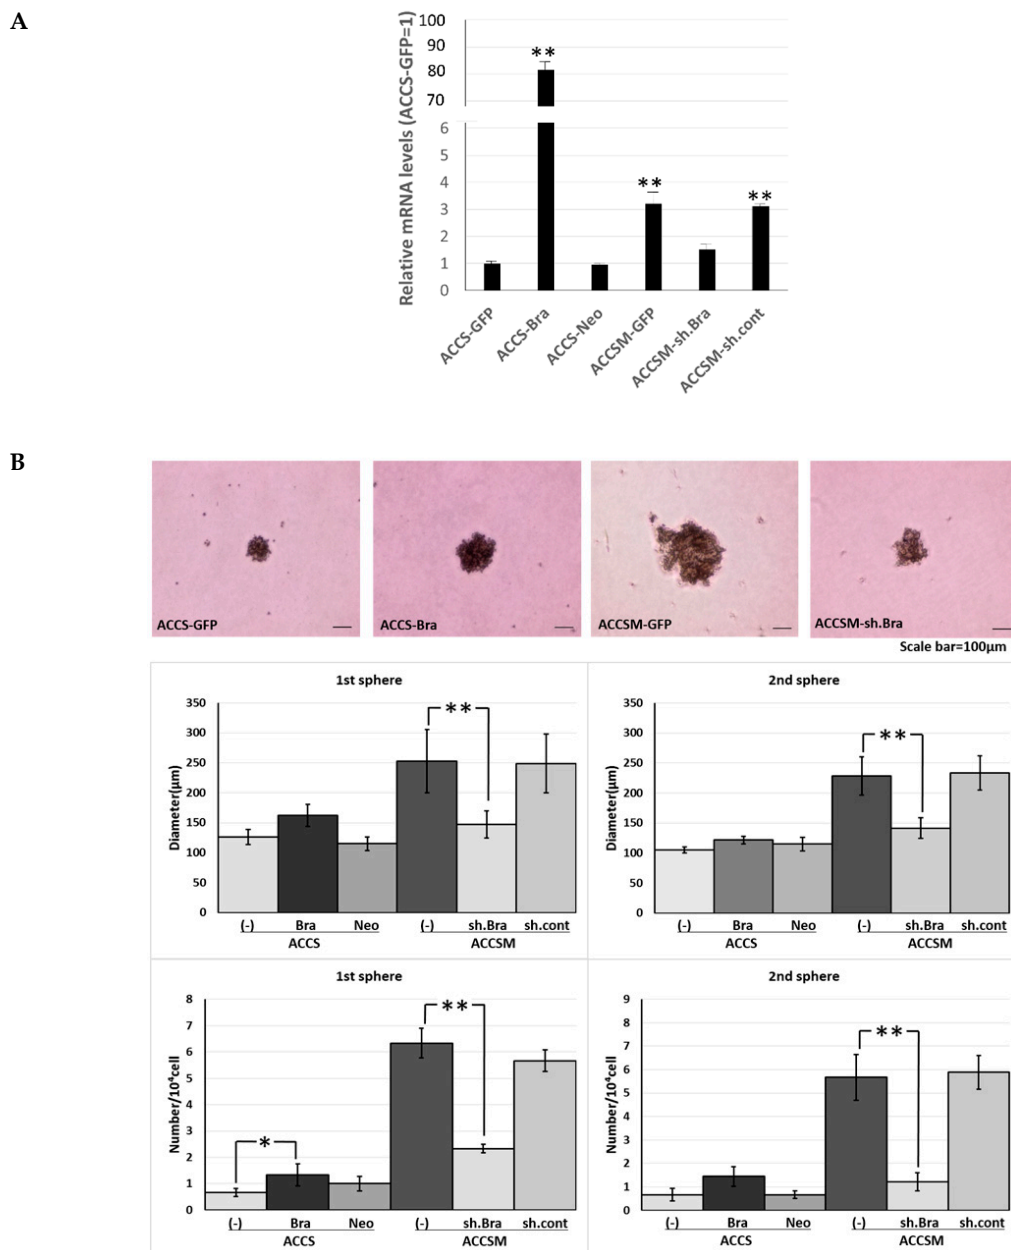 A
Relative mRNA levels (ACCS-GFP=1)
100
90
80
70
6
5
4
3
2
1
0
**
**
**
ACCS-GFP
ACCS-Bra
ACCS-Neo
ACCSM-GFP
ACCSM-sh.Bra
ACCSM-sh.cont
B
ACCS-GFP
ACCS-Bra
ACCSM-GFP
ACCSM-sh.Bra
Scale bar=100μm
1st sphere
Diameter(μm)
350
300
250
200
150
100
50
0
**
(-) Bra Neo (-) sh.Bra sh.cont
ACCS ACCSM
2nd sphere
Diameter(μm)
350
300
250
200
150
100
50
0
**
(-) Bra Neo (-) sh.Bra sh.cont
ACCS ACCSM
1st sphere
Number/10⁴cell
8
7
6
5
4
3
2
1
0
*
**
(-) Bra Neo (-) sh.Bra sh.cont
ACCS ACCSM
2nd sphere
Number/10⁴cell
9
8
7
6
5
4
3
2
1
0
**
(-) Bra Neo (-) sh.Bra sh.cont
ACCS ACCSM